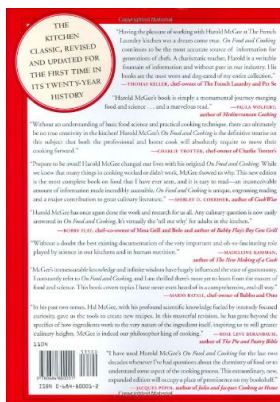 Copyrighted Material
THE
KITCHEN
CLASSIC, REVISED
AND UPDATED FOR
THE FIRST TIME IN
ITS TWENTY-YEAR
HISTORY
"Having the pleasure of working with Harold McGee at The French
Laundry kitchen was a dream come true. On Food and Cooking
continues to be the most accurate source of information for
generations of chefs. A charismatic teacher, Harold is a veritable
fountain of information and without peer in our industry. His
books are the most worn and dog-eared of my entire collection."
—THOMAS KELLER, chef-owner of The French Laundry and Per Se
"Harold McGee's book is simply a monumental journey merging
food and science . . . and a marvelous read." —PAULA WOLFERT,
author of Mediterranean Cooking
"Without an understanding of basic food science and practical cooking technique, there can ultimately
be no true creativity in the kitchen! Harold McGee's On Food and Cooking is the definitive treatise on
this subject that both the professional and home cook will absolutely require to move their
cooking forward." —CHARLIE TROTTER, chef-owner of Charlie Trotter's
"Prepare to be awed! Harold McGee changed our lives with his original On Food and Cooking. While
we knew that many things in cooking worked or didn't work, McGee showed us why. This new edition
is the most complete book on food that I have ever seen, and it is easy to read—an
amount of information made incredibly accessible. On Food and Cooking is unique, engrossing reading
and a major contribution to great culinary literature." —SHIRLEY O. CORRIHER, author of CookWise
"Harold McGee has once again done the work and research for us all. Any culinary question is now easily
answered in On Food and Cooking. It's virtually the 'tell me why' for adults in the kitchen."
—BOBBY FLAY, chef-owner of Mesa Grill and Bolo and author of Bobby Flay's Boy Gets Grill
"Without a doubt the best existing documentation of the very important and oh-so-fascinating role
played by science in our kitchens and in human nutrition." —MADELEINE KAMMAN,
author of The New Making of a Cook
"McGee's immeasurable knowledge and infinite wisdom have hugely influenced the state of gastronomy.
I constantly refer to On Food and Cooking and I am thrilled there's more yet to learn from the master of
food and science. This book covers topics I have never even heard of in a comprehensive, end-all way."
—MARIO BATALI, chef-owner of Babbo and Otto
"In his past two tomes, Hal McGee, with his profound scientific knowledge fueled by intensely focused
curiosity, gave us the tools to create new recipes. In this masterful revision, he has gone beyond the
specifics of how ingredients work to the very nature of the ingredient itself, inspiring us to still greater
culinary heights. McGee is indeed our philosopher-king of cooking." —ROSE LEVY BERANBAUM,
author of The Pie and Pastry Bible
"I have used Harold McGee's On Food and Cooking for the last two
decades whenever I've had questions about the chemistry of food or to
understand some aspect of the cooking process. This extraordinary, new,
expanded edition will occupy a place of prominence on my bookshelf."
—JACQUES PÉPIN, author of Julia and Jacques Cooking at Home
1104
ISBN 0-684-80001-2